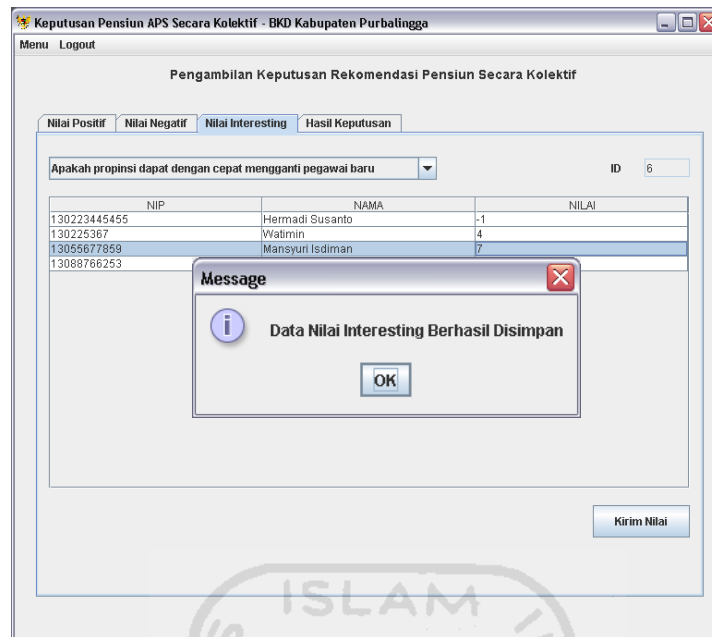 Keputusan Pensiun APS Secara Kolektif - BKD Kabupaten Purbalingga
Menu Logout
Pengambilan Keputusan Rekomendasi Pensiun Secara Kolektif
Nilai Positif Nilai Negatif Nilai Interesting Hasil Keputusan
Apakah propinsi dapat dengan cepat mengganti pegawai baru ID 6
NIP NAMA NILAI
130223445455 Hermadi Susanto -1
130225367 Watimin 4
13055677859 Mansyuri Isdiman 7
13088766253
Message
Data Nilai Interesting Berhasil Disimpan
OK
Kirim Nilai
ISLAM